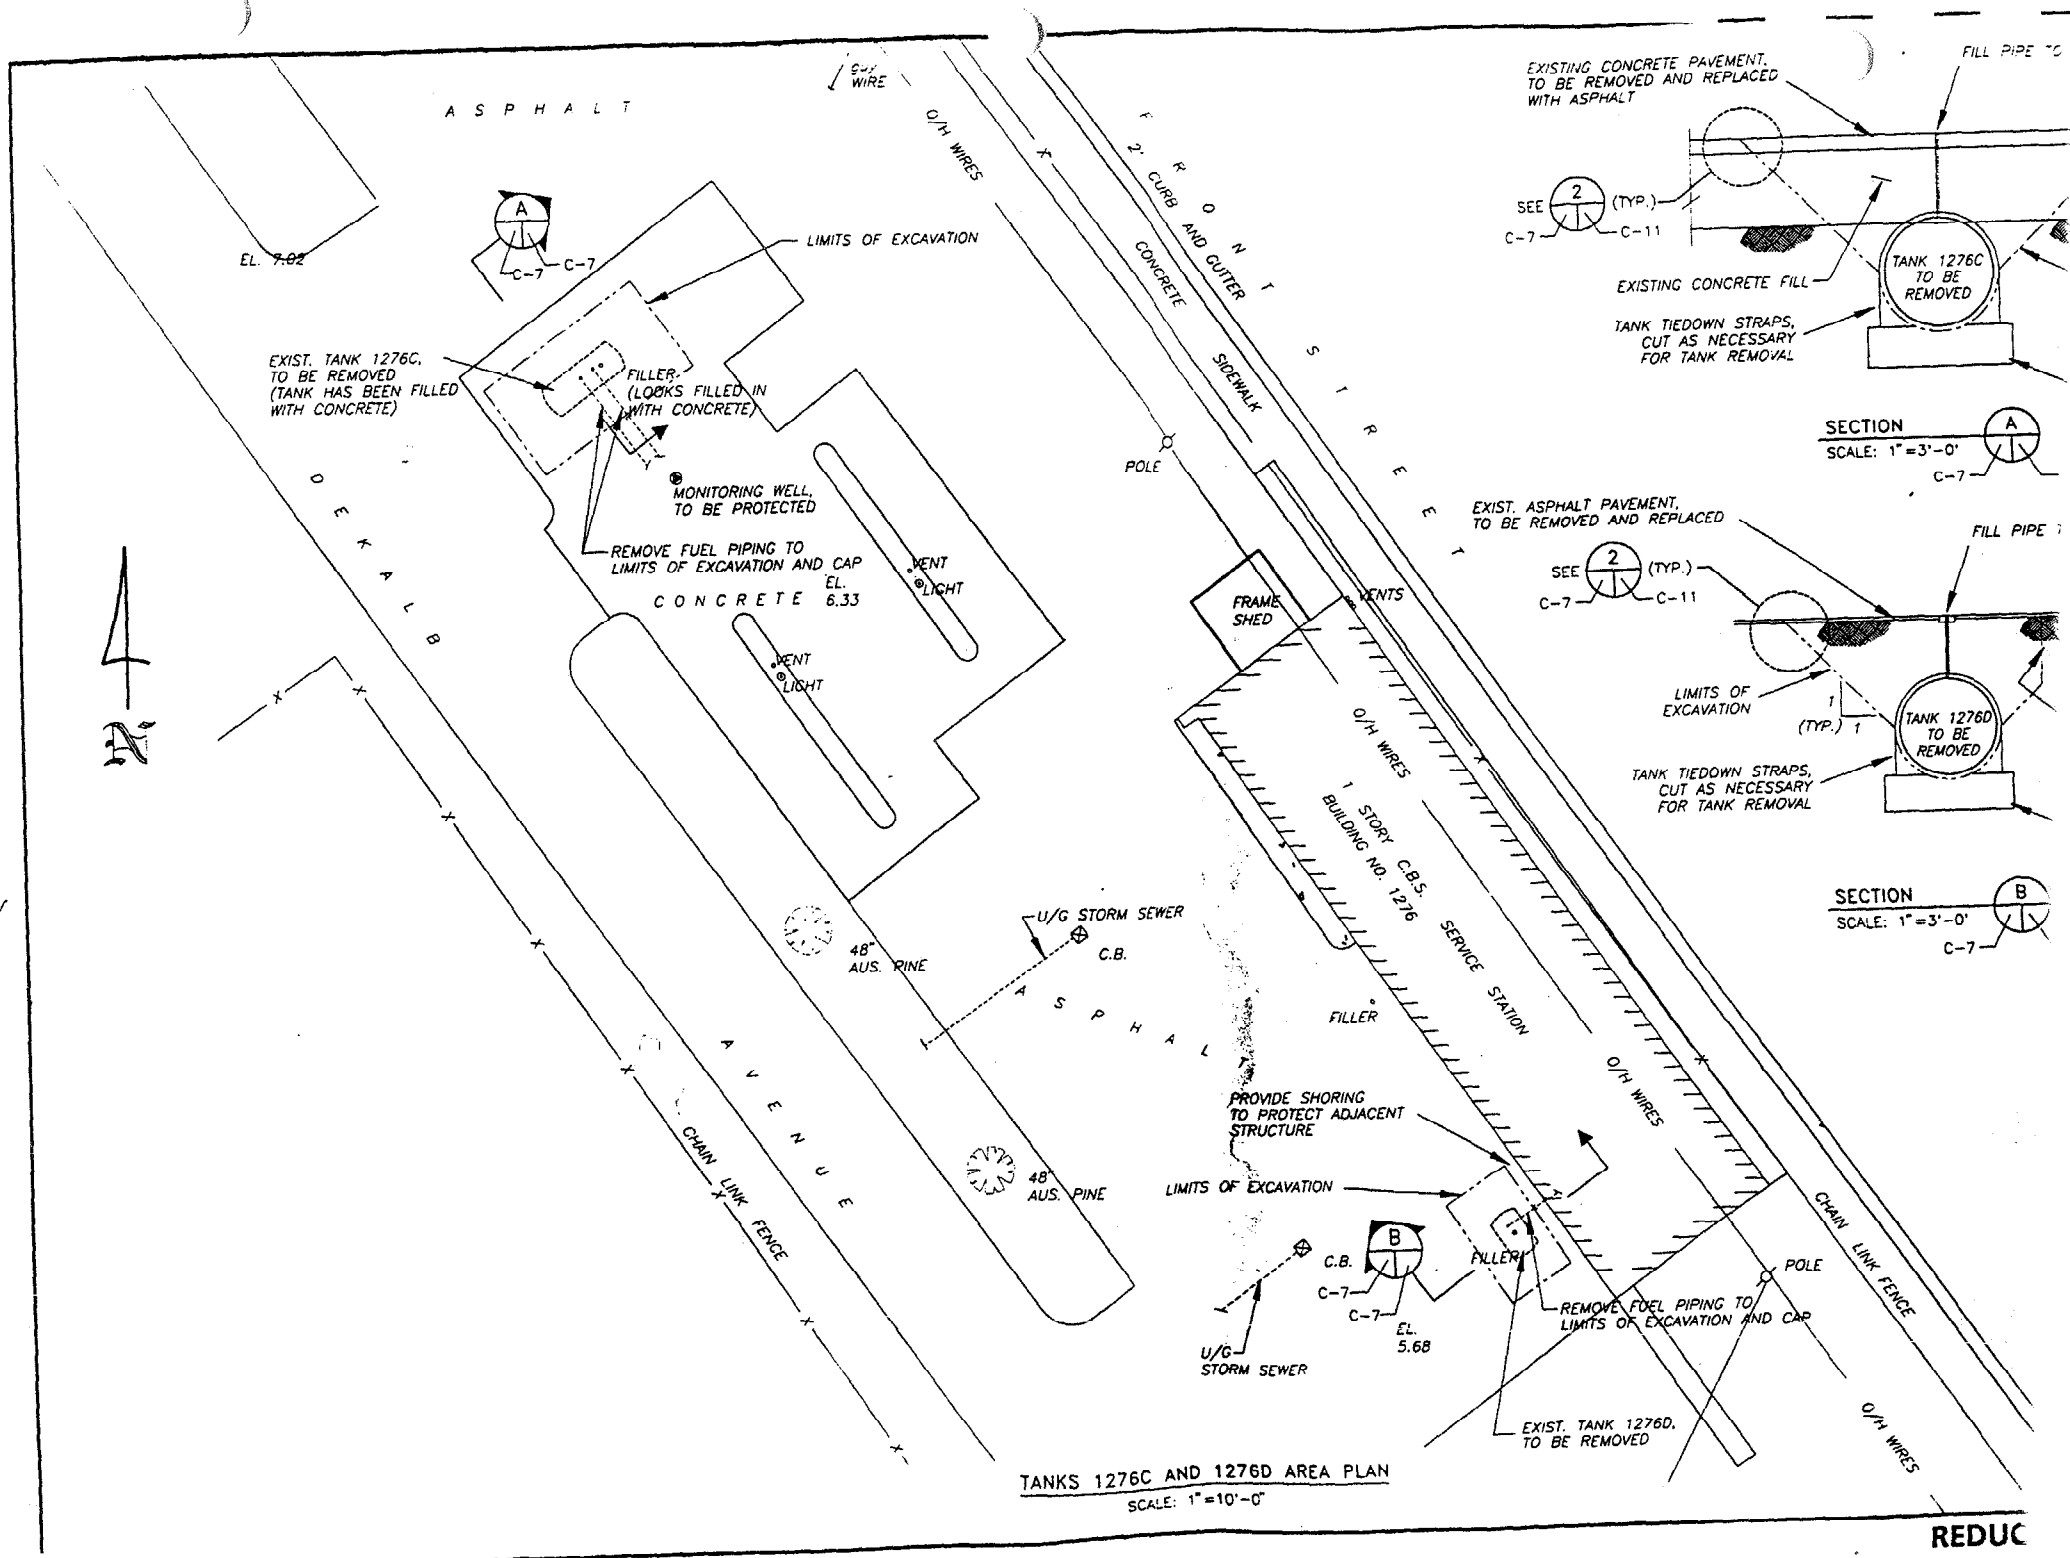 GUY
WIRE
A S P H A L T
O/H WIRES
F R O N T S T R E E T
2' CURB AND GUTTER
CONCRETE
SIDEWALK
EL. 7.02
A
C-7
C-7
LIMITS OF EXCAVATION
EXIST. TANK 1276C,
TO BE REMOVED
(TANK HAS BEEN FILLED
WITH CONCRETE)
FILLER
(LOOKS FILLED IN
WITH CONCRETE)
MONITORING WELL,
TO BE PROTECTED
REMOVE FUEL PIPING TO
LIMITS OF EXCAVATION AND CAP
C O N C R E T E
EL.
6.33
VENT
LIGHT
VENT
LIGHT
POLE
FRAME
SHED
VENTS
O/H WIRES
1 STORY C.B.S. SERVICE STATION
BUILDING NO. 1276
D E K A L B
A V E N U E
N
CHAIN LINK FENCE
48"
AUS. PINE
U/G STORM SEWER
C.B.
A S P H A L T
FILLER
48"
AUS. PINE
PROVIDE SHORING
TO PROTECT ADJACENT
STRUCTURE
LIMITS OF EXCAVATION
O/H WIRES
C.B.
B
C-7
C-7
FILLER
EL.
5.68
U/G
STORM SEWER
REMOVE FUEL PIPING TO
LIMITS OF EXCAVATION AND CAP
POLE
CHAIN LINK FENCE
EXIST. TANK 1276D,
TO BE REMOVED
O/H WIRES
TANKS 1276C AND 1276D AREA PLAN
SCALE: 1"=10'-0"
EXISTING CONCRETE PAVEMENT,
TO BE REMOVED AND REPLACED
WITH ASPHALT
FILL PIPE TO
SEE
2
(TYP.)
C-7
C-11
EXISTING CONCRETE FILL
TANK 1276C
TO BE
REMOVED
TANK TIEDOWN STRAPS,
CUT AS NECESSARY
FOR TANK REMOVAL
SECTION
SCALE: 1"=3'-0"
A
C-7
EXIST. ASPHALT PAVEMENT,
TO BE REMOVED AND REPLACED
FILL PIPE
SEE
2
(TYP.)
C-7
C-11
LIMITS OF
EXCAVATION
1
(TYP.) 1
TANK 1276D
TO BE
REMOVED
TANK TIEDOWN STRAPS,
CUT AS NECESSARY
FOR TANK REMOVAL
SECTION
SCALE: 1"=3'-0"
B
C-7
REDUC